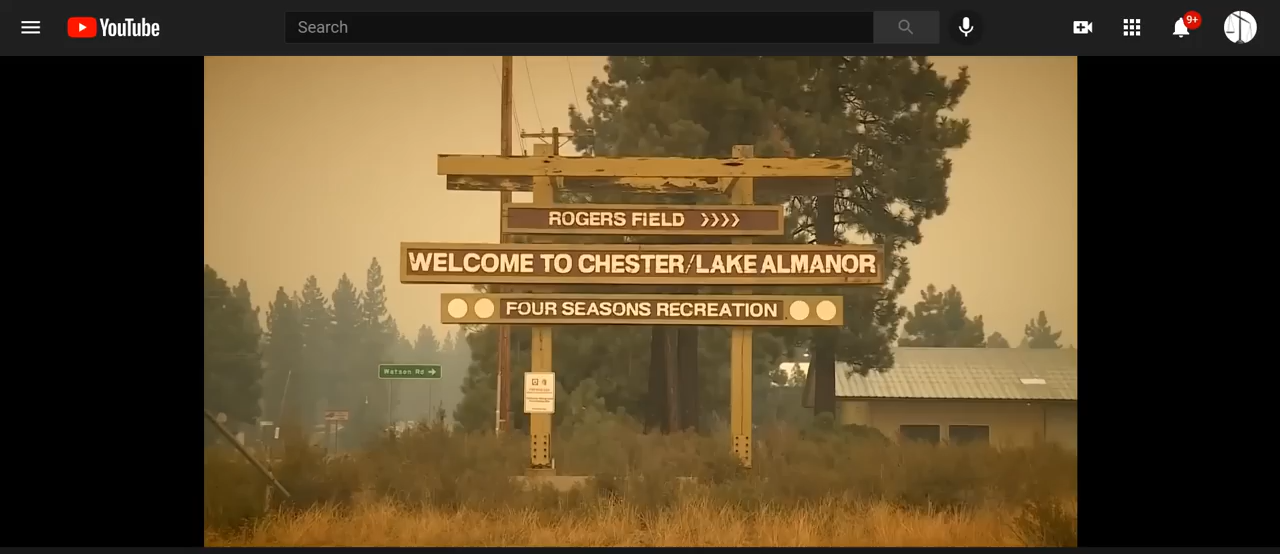 YouTube
Search
9+
ROGERS FiELD >>>>
WELCOME TO CHESTER/LAKE ALMANOR
FOUR SEASONS RECREATION
Watson Rd →